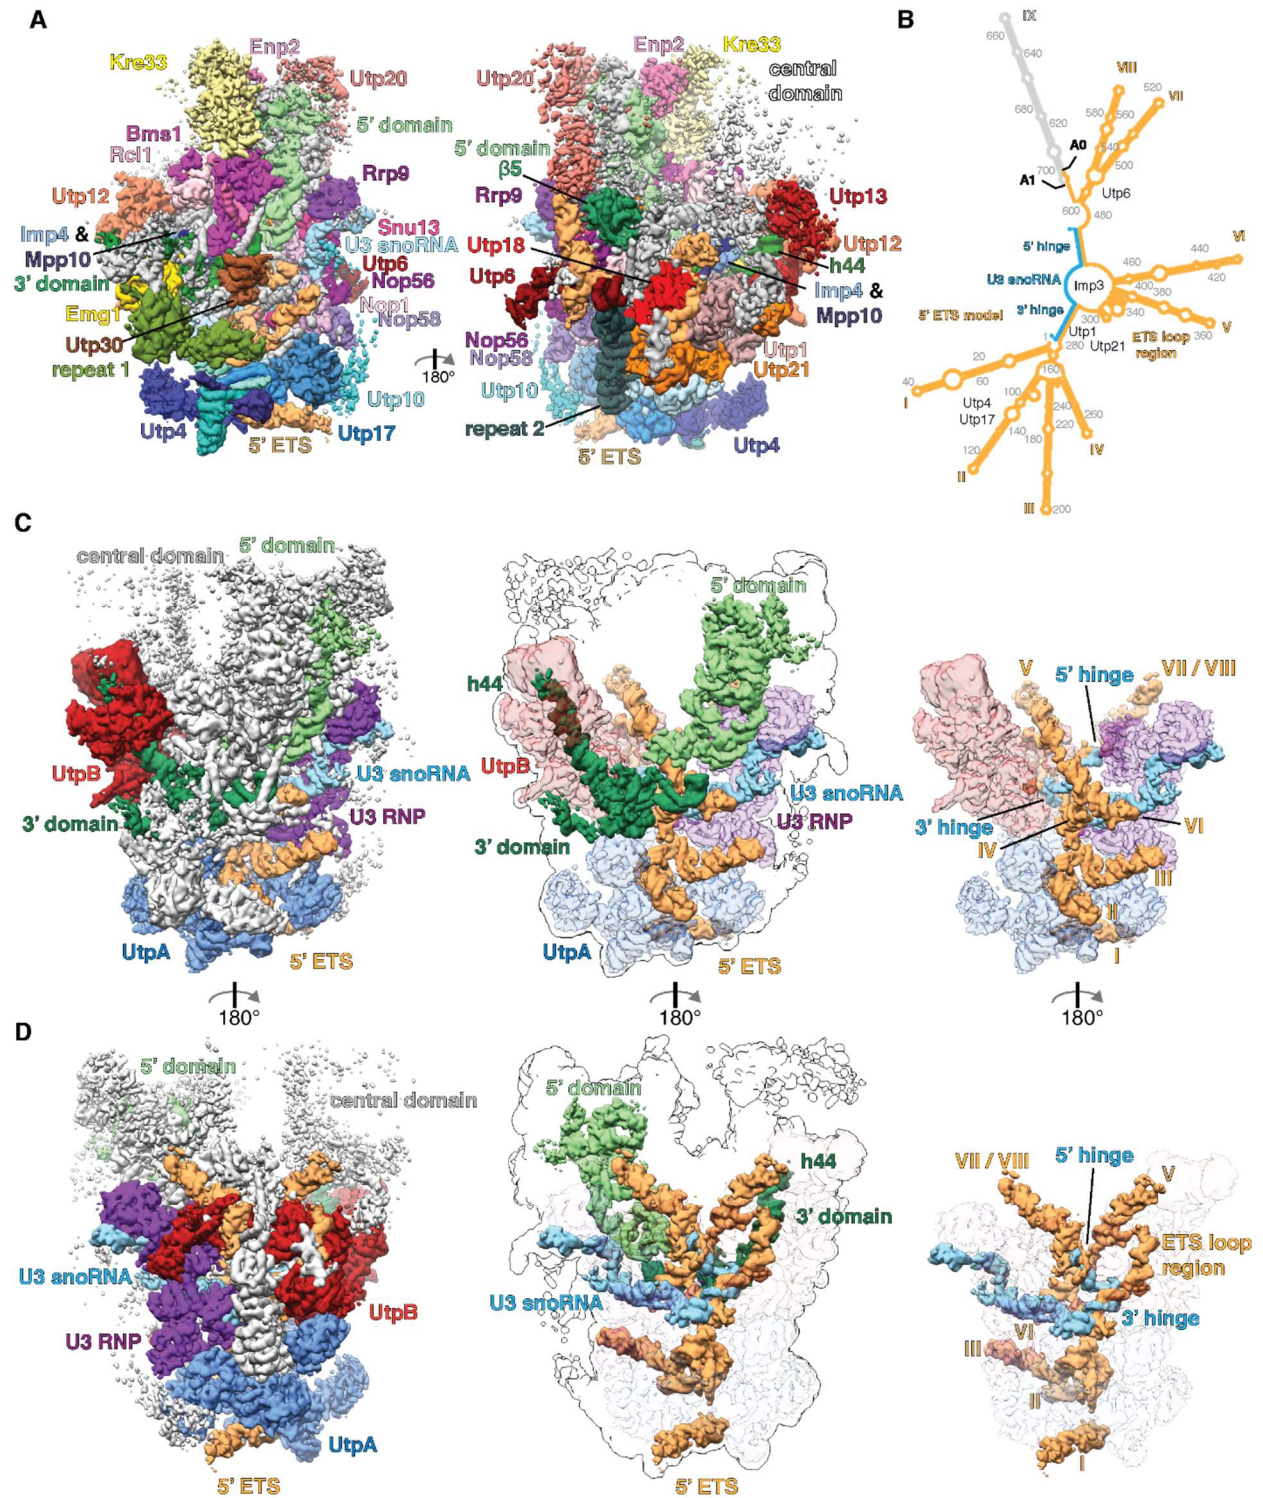 A
Kre33
Enp2
Utp20
5' domain
Bms1
Rcl1
Rrp9
Utp12
Snu13
Imp4 &
U3 snoRNA
Mpp10
Utp6
3' domain
Nop56
Nop1
Emg1
Nop58
Utp30
repeat 1
Utp10
Utp4
5' ETS
Utp17
180°
Utp20
Enp2
Kre33
central
domain
5' domain
β5
Rrp9
Utp13
Utp18
Utp12
Utp6
h44
Imp4 &
Mpp10
Nop56
Utp1
Nop58
Utp21
Utp10
repeat 2
Utp4
5' ETS
B
IX
660
640
VIII
520
VII
680
580
560
620
540
A0
700
500
A1
Utp6
600
480
5' hinge
VI
440
460
U3 snoRNA
420
Imp3
400
380
5' ETS model
3' hinge
340
300
V
Utp1
ETS loop
360
1
280
Utp21
region
20
160
40
60
100
240
I
Utp4
260
Utp17
220
140
180
IV
120
II
III
200
C
central domain
5' domain
UtpB
U3 snoRNA
3' domain
U3 RNP
UtpA
5' ETS
180°
5' domain
h44
UtpB
U3 snoRNA
U3 RNP
3' domain
UtpA
5' ETS
180°
V
5' hinge
VII / VIII
3' hinge
VI
IV
III
II
I
180°
D
5' domain
central domain
U3 snoRNA
UtpB
U3 RNP
UtpA
5' ETS
5' domain
h44
3' domain
U3 snoRNA
5' ETS
VII / VIII
5' hinge
V
ETS loop
region
3' hinge
VI
III
II
I